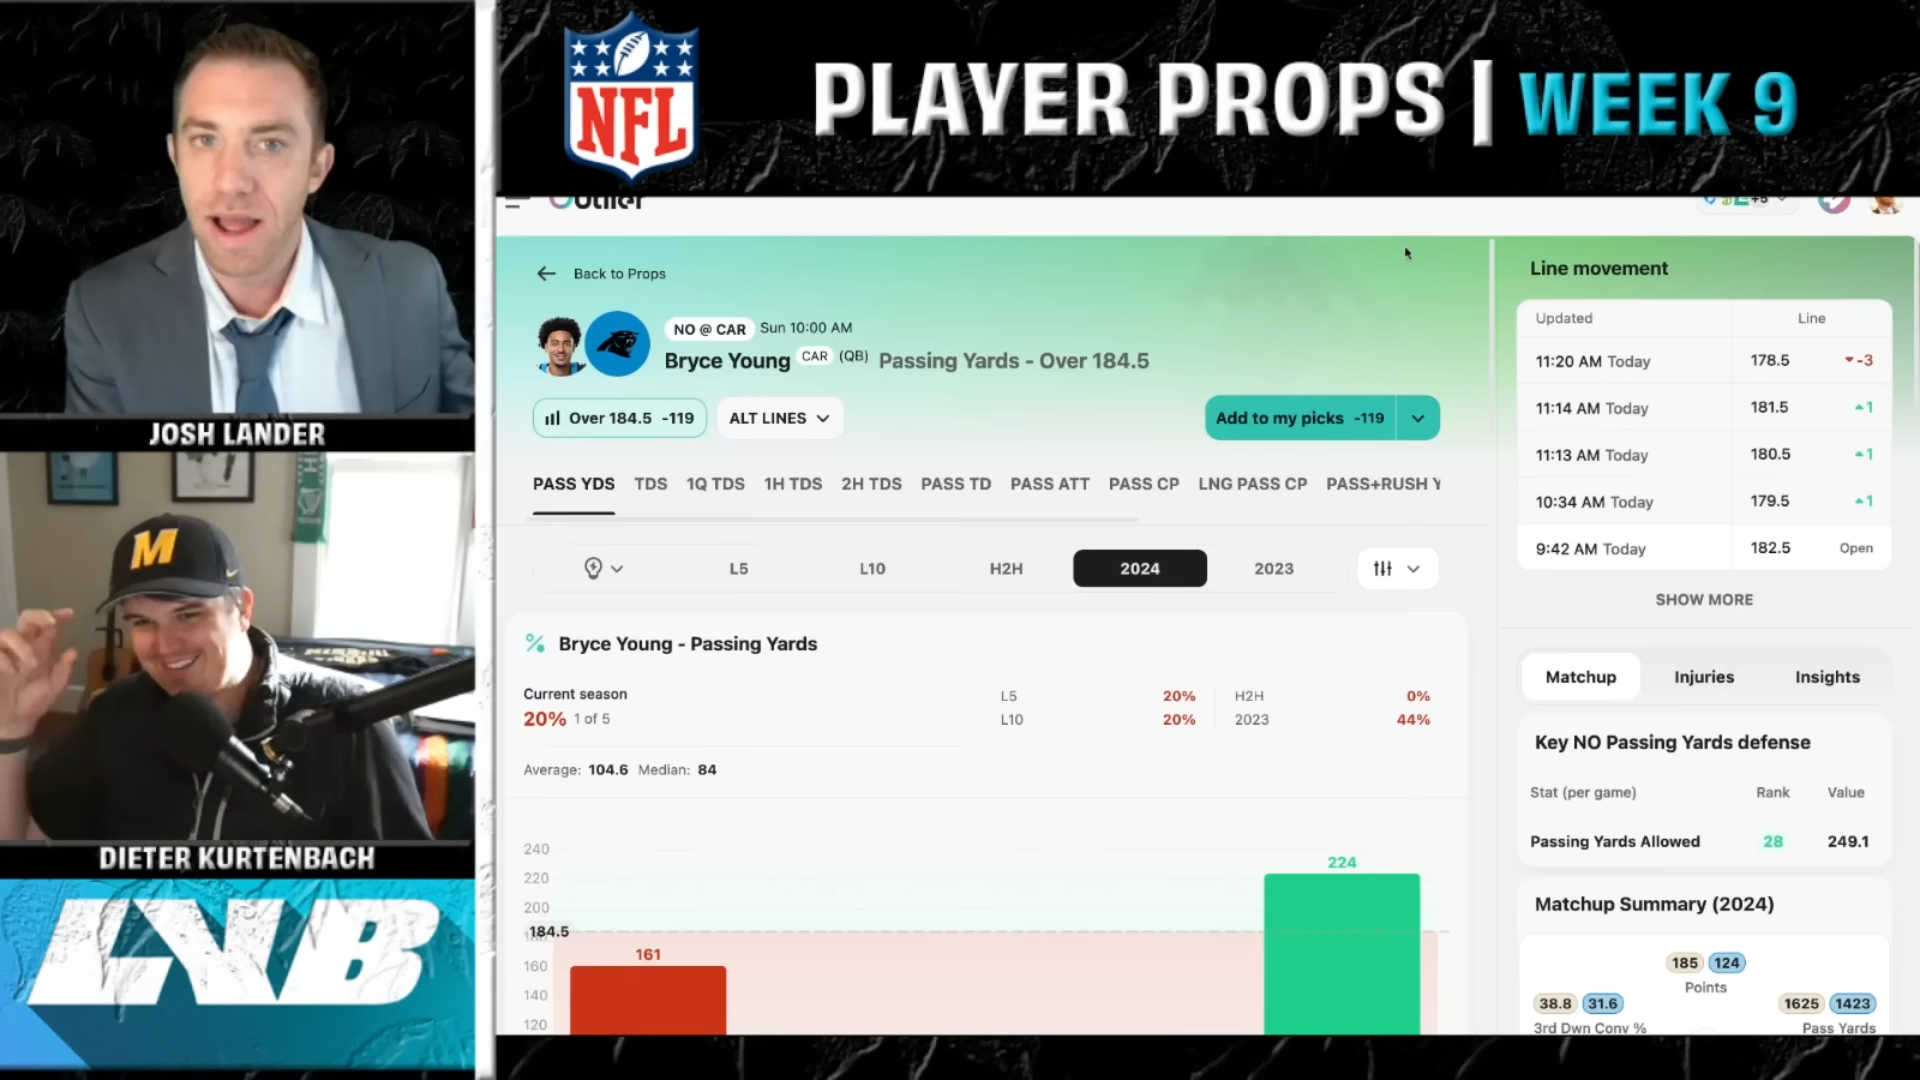 NFL
PLAYER PROPS | WEEK 9
Outlier
+5
Back to Props
NO @ CAR Sun 10:00 AM
Bryce Young CAR (QB) Passing Yards - Over 184.5
Over 184.5 -119
ALT LINES
Add to my picks -119
PASS YDS TDS 1Q TDS 1H TDS 2H TDS PASS TD PASS ATT PASS CP LNG PASS CP PASS+RUSH Y
L5 L10 H2H 2024 2023
Bryce Young - Passing Yards
Current season
20% 1 of 5
L5 20% H2H 0%
L10 20% 2023 44%
Average: 104.6 Median: 84
240
220
200
184.5
160
140
120
161
224
Line movement
Updated Line
11:20 AM Today 178.5 -3
11:14 AM Today 181.5 1
11:13 AM Today 180.5 1
10:34 AM Today 179.5 1
9:42 AM Today 182.5 Open
SHOW MORE
Matchup Injuries Insights
Key NO Passing Yards defense
Stat (per game) Rank Value
Passing Yards Allowed 28 249.1
Matchup Summary (2024)
185 124
Points
38.8 31.6
3rd Dwn Conv %
1625 1423
Pass Yards
JOSH LANDER
M
DIETER KURTENBACH
LVB